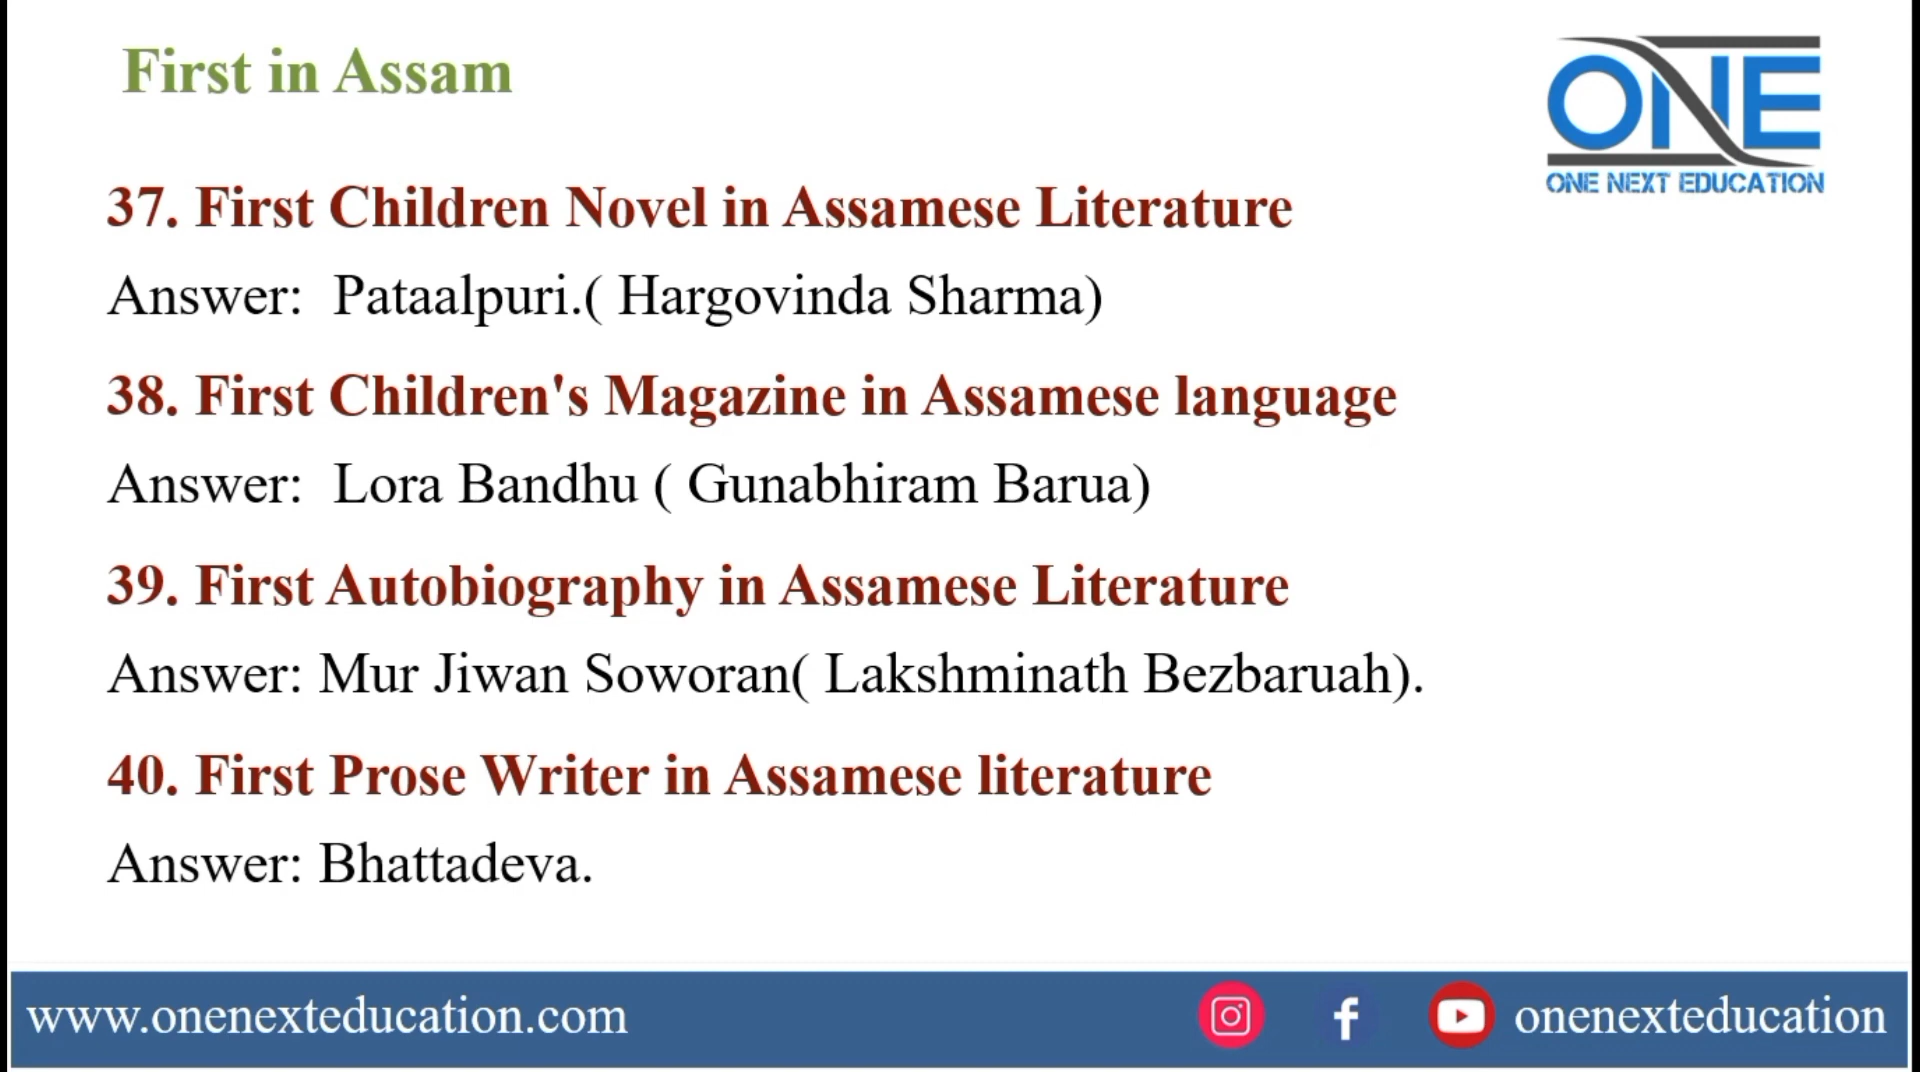 First in Assam
ONE
ONE NEXT EDUCATION
37. First Children Novel in Assamese Literature
Answer:  Pataalpuri.( Hargovinda Sharma)
38. First Children's Magazine in Assamese language
Answer:  Lora Bandhu ( Gunabhiram Barua)
39. First Autobiography in Assamese Literature
Answer: Mur Jiwan Soworan( Lakshminath Bezbaruah).
40. First Prose Writer in Assamese literature
Answer: Bhattadeva.
www.onenexteducation.com
onenexteducation